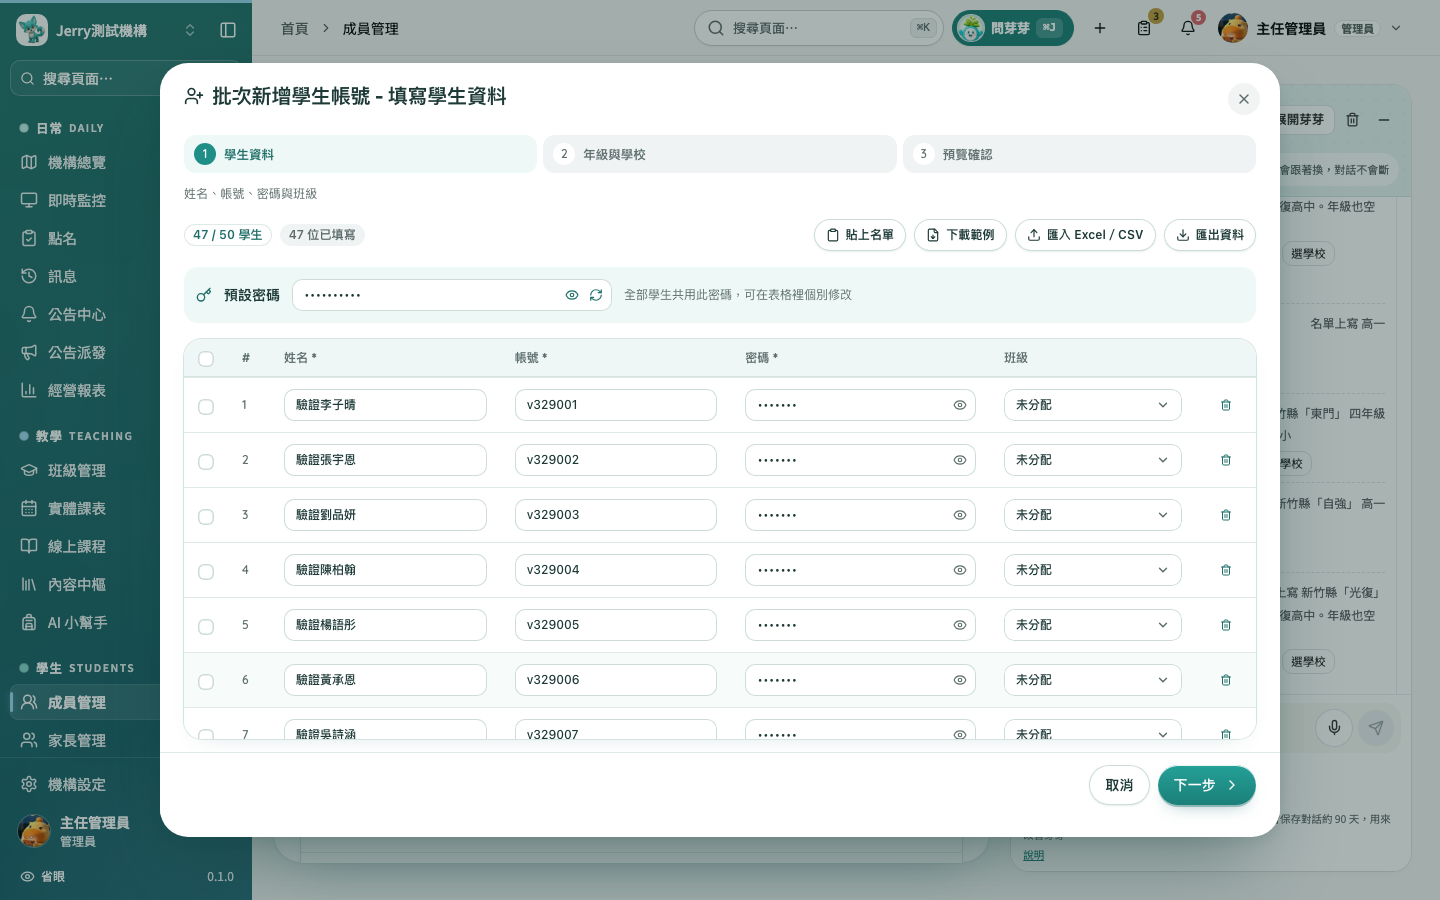 Jerry測試機構
首頁 > 成員管理
搜尋頁面… ⌘K
問芽芽 ⌘J
3
5
主任管理員 管理員
搜尋頁面…
日常 DAILY
機構總覽
即時監控
點名
訊息
公告中心
公告派發
經營報表
教學 TEACHING
班級管理
實體課表
線上課程
內容中樞
AI 小幫手
學生 STUDENTS
成員管理
家長管理
機構設定
主任管理員
管理員
省眼 0.1.0
批次新增學生帳號 - 填寫學生資料
1 學生資料
2 年級與學校
3 預覽確認
姓名、帳號、密碼與班級
47 / 50 學生
47 位已填寫
貼上名單
下載範例
匯入 Excel / CSV
匯出資料
預設密碼 •••••••••• 全部學生共用此密碼，可在表格裡個別修改
# 姓名 * 帳號 * 密碼 * 班級
1 驗證李子晴 v329001 ••••••• 未分配
2 驗證張宇恩 v329002 ••••••• 未分配
3 驗證劉品妍 v329003 ••••••• 未分配
4 驗證陳柏翰 v329004 ••••••• 未分配
5 驗證楊語彤 v329005 ••••••• 未分配
6 驗證黃承恩 v329006 ••••••• 未分配
7 驗證吳詩涵 v329007 ••••••• 未分配
取消
下一步
展開芽芽
會跟著換，對話不會斷
復高中。年級也空
選學校
名單上寫 高一
竹縣「東門」 四年級
小
學校
新竹縣「自強」 高一
上寫 新竹縣「光復」
復高中。年級也空
選學校
保存對話約 90 天，用來
說明